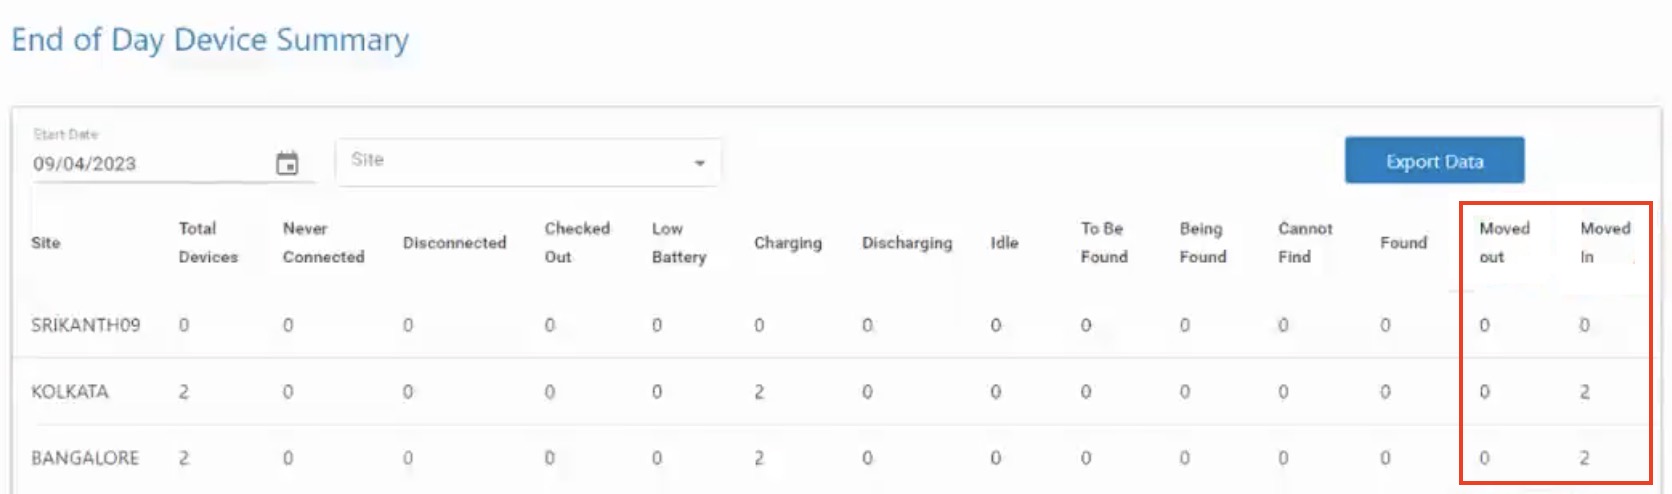 End of Day Device Summary
Start Date
09/04/2023
Site
Export Data
Site Total Devices Never Connected Disconnected Checked Out Low Battery Charging Discharging Idle To Be Found Being Found Cannot Find Found Moved out Moved In
SRIKANTH09 0 0 0 0 0 0 0 0 0 0 0 0 0 0
KOLKATA 2 0 0 0 0 2 0 0 0 0 0 0 0 2
BANGALORE 2 0 0 0 0 2 0 0 0 0 0 0 0 2